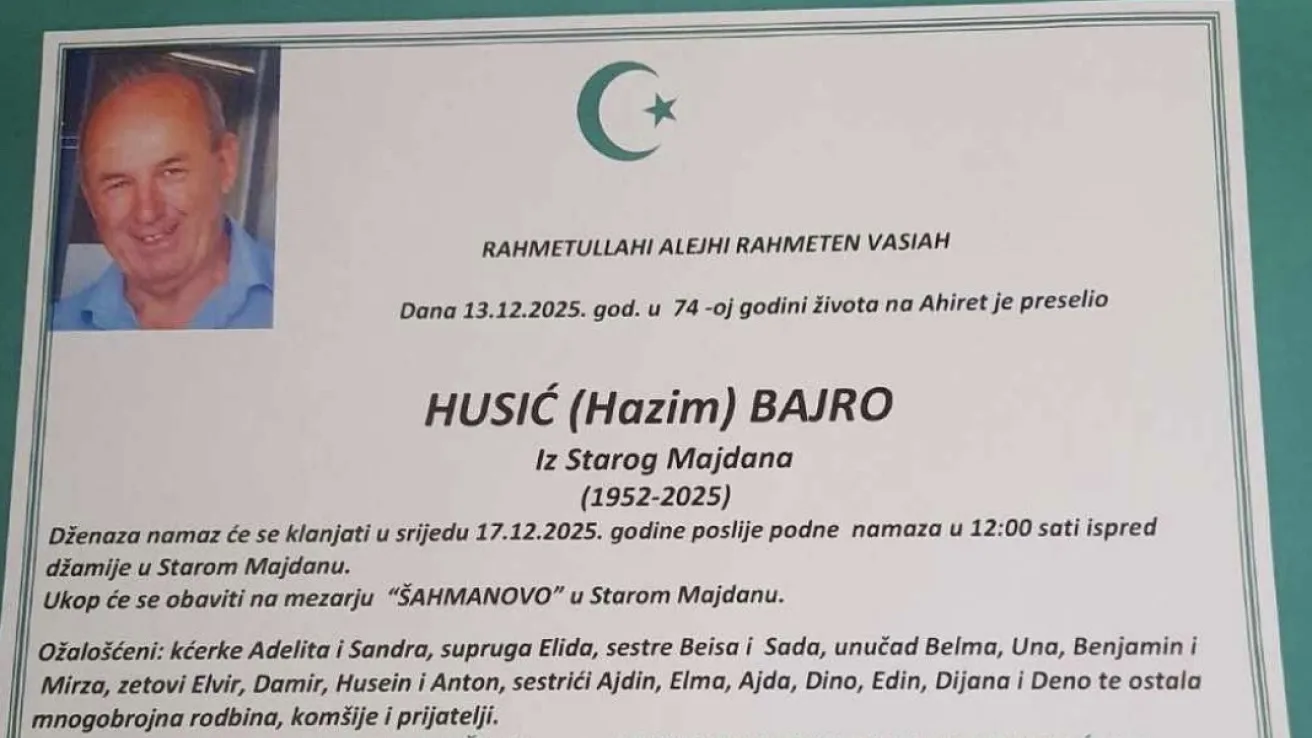 RAHMETULLAHI ALEJHI RAHMETEN VASIAH
Dana 13.12.2025. god. u 74 -oj godini života na Ahiret je preselio
HUSIĆ (Hazim) BAJRO
Iz Starog Majdana
(1952-2025)
Dženaza namaz će se klanjati u srijedu 17.12.2025. godine poslije podne namaza u 12:00 sati ispred
džamije u Starom Majdanu.
Ukop će se obaviti na mezarju “ŠAHMANOVO” u Starom Majdanu.
Ožalošćeni: kćerke Adelita i Sandra, supruga Elida, sestre Beisa i Sada, unučad Belma, Una, Benjamin i
Mirza, zetovi Elvir, Damir, Husein i Anton, sestrići Ajdin, Elma, Ajda, Dino, Edin, Dijana i Deno te ostala
mnogobrojna rodbina, komšije i prijatelji.